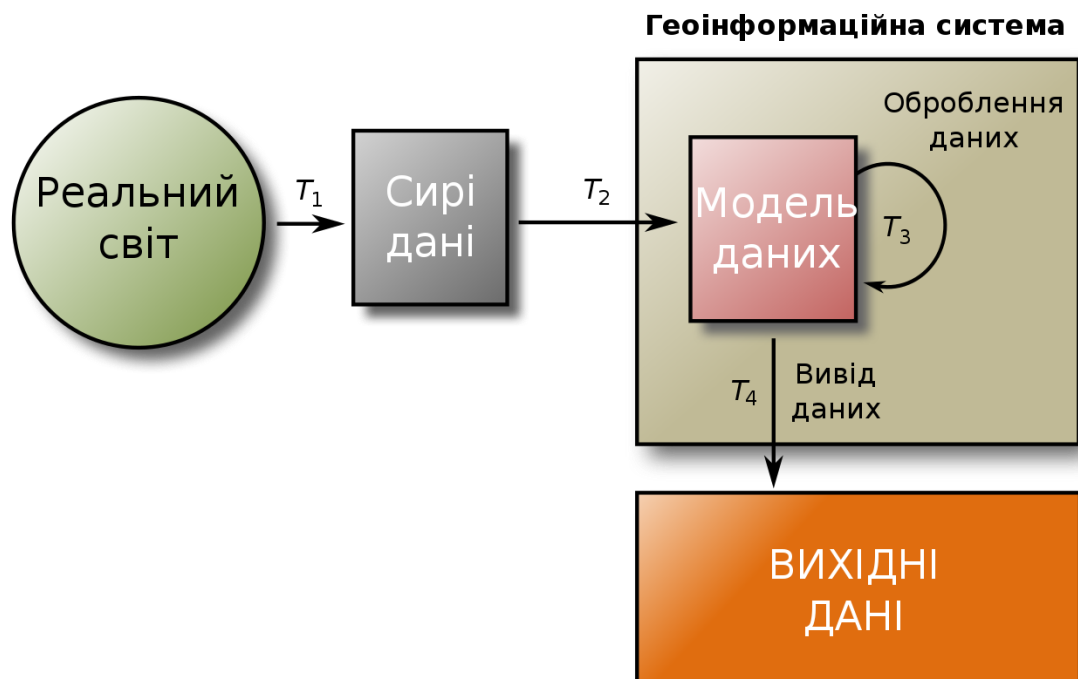 Геоінформаційна система
Оброблення
даних
Реальний
світ
T1
Сирі
дані
T2
Модель
даних
T3
T4
Вивід
даних
ВИХІДНІ
ДАНІ